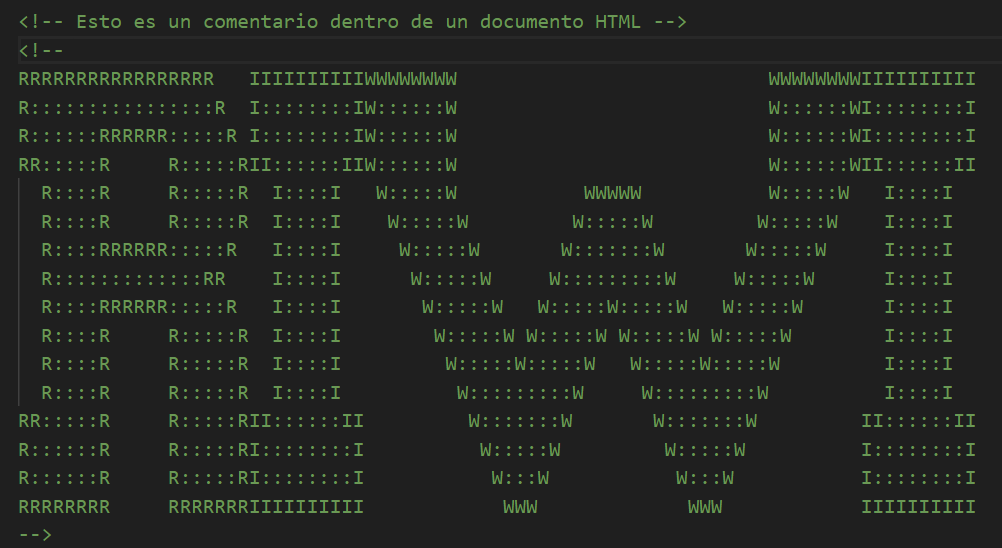 <!-- Esto es un comentario dentro de un documento HTML -->
<!--
RRRRRRRRRRRRRRRRR   IIIIIIIIIIWWWWWWWW                           WWWWWWWWIIIIIIIIII
R::::::::::::::::R  I::::::::IW::::::W                           W::::::WI::::::::I
R::::::RRRRRR:::::R I::::::::IW::::::W                           W::::::WI::::::::I
RR:::::R     R:::::RII::::::IIW::::::W                           W::::::WII::::::II
  R::::R     R:::::R  I::::I   W:::::W           WWWWW           W:::::W   I::::I
  R::::R     R:::::R  I::::I    W:::::W         W:::::W         W:::::W    I::::I
  R::::RRRRRR:::::R   I::::I     W:::::W       W:::::::W       W:::::W     I::::I
  R:::::::::::::RR    I::::I      W:::::W     W:::::::::W     W:::::W      I::::I
  R::::RRRRRR:::::R   I::::I       W:::::W   W:::::W:::::W   W:::::W       I::::I
  R::::R     R:::::R  I::::I        W:::::W W:::::W W:::::W W:::::W        I::::I
  R::::R     R:::::R  I::::I         W:::::W:::::W   W:::::W:::::W         I::::I
  R::::R     R:::::R  I::::I          W:::::::::W     W:::::::::W          I::::I
RR:::::R     R:::::RII::::::II         W:::::::W       W:::::::W         II::::::II
R::::::R     R:::::RI::::::::I          W:::::W         W:::::W          I::::::::I
R::::::R     R:::::RI::::::::I           W:::W           W:::W           I::::::::I
RRRRRRRR     RRRRRRRIIIIIIIIII            WWW             WWW            IIIIIIIIII
-->